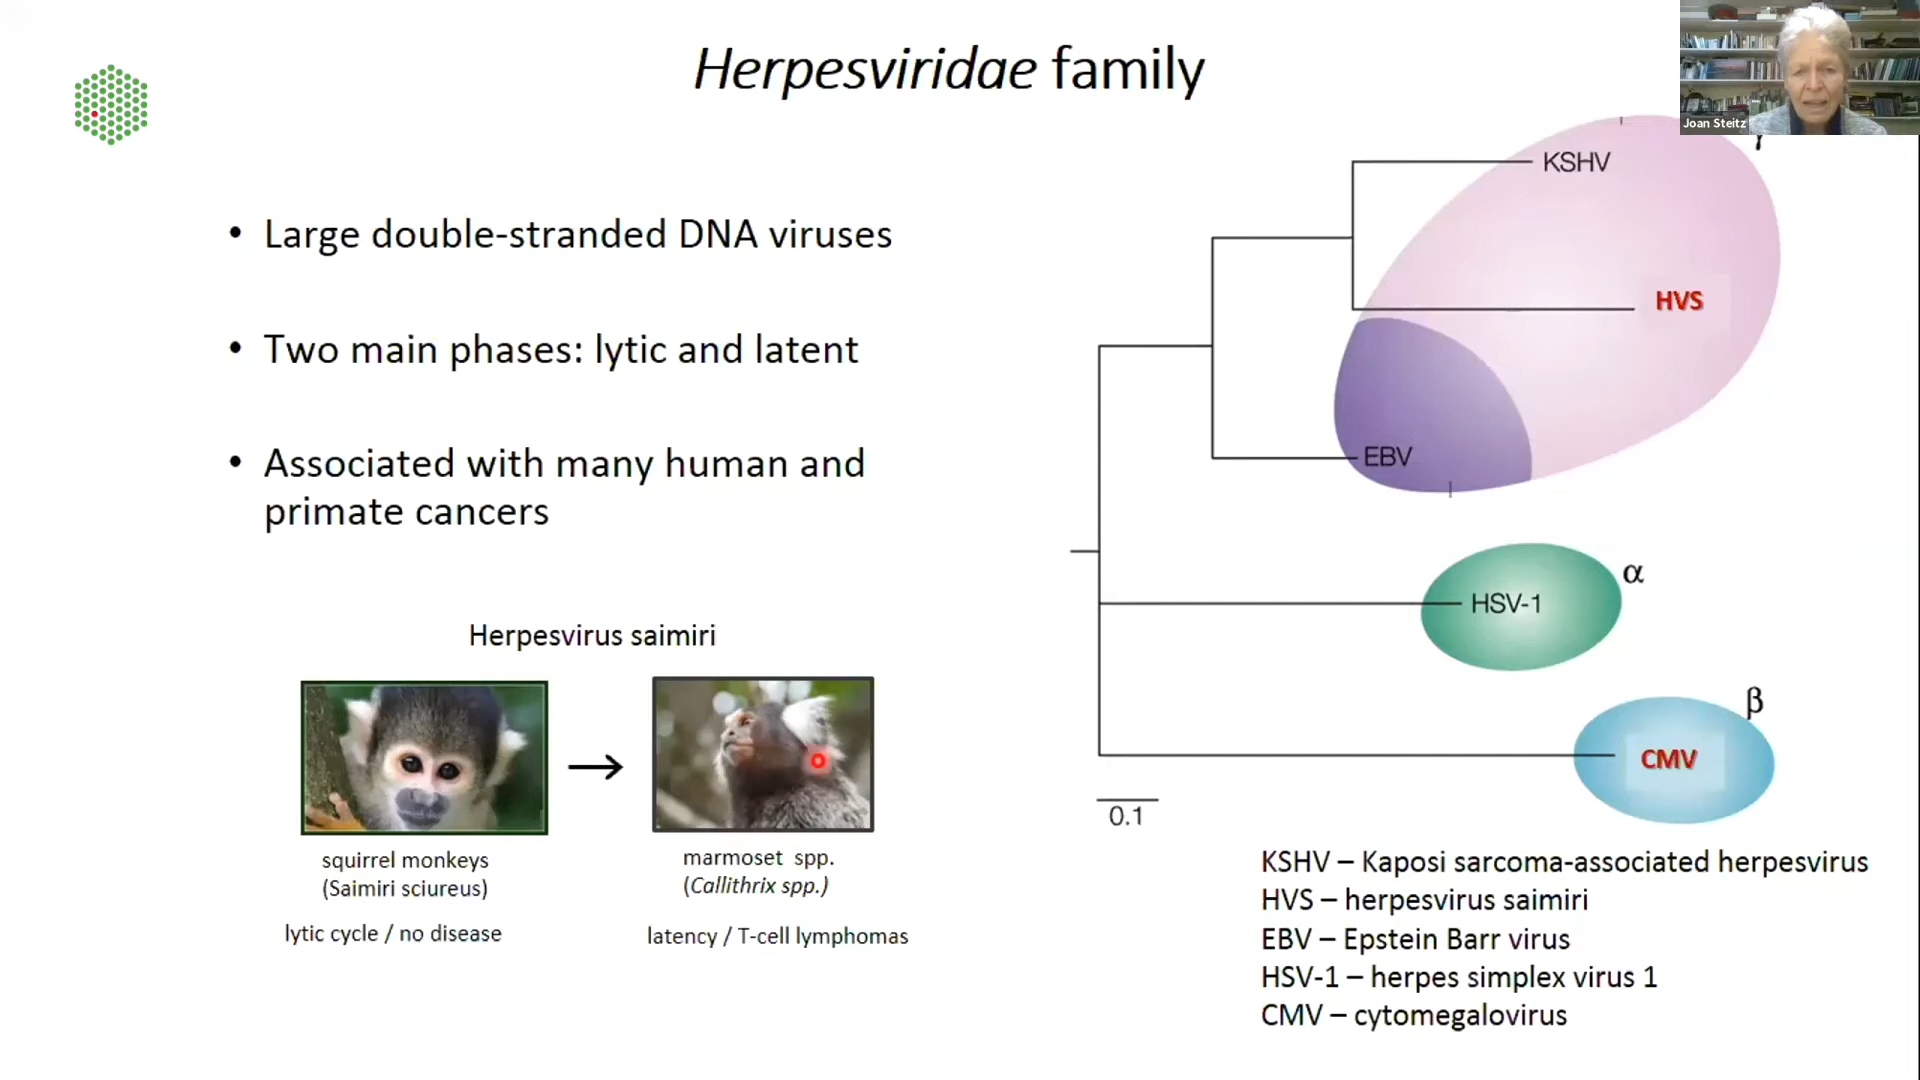 Herpesviridae family
Joan Steitz
• Large double-stranded DNA viruses
• Two main phases: lytic and latent
• Associated with many human and
primate cancers
Herpesvirus saimiri
squirrel monkeys
(Saimiri sciureus)
lytic cycle / no disease
marmoset spp.
(Callithrix spp.)
latency / T-cell lymphomas
KSHV
HVS
EBV
α
HSV-1
β
CMV
0.1
KSHV – Kaposi sarcoma-associated herpesvirus
HVS – herpesvirus saimiri
EBV – Epstein Barr virus
HSV-1 – herpes simplex virus 1
CMV – cytomegalovirus